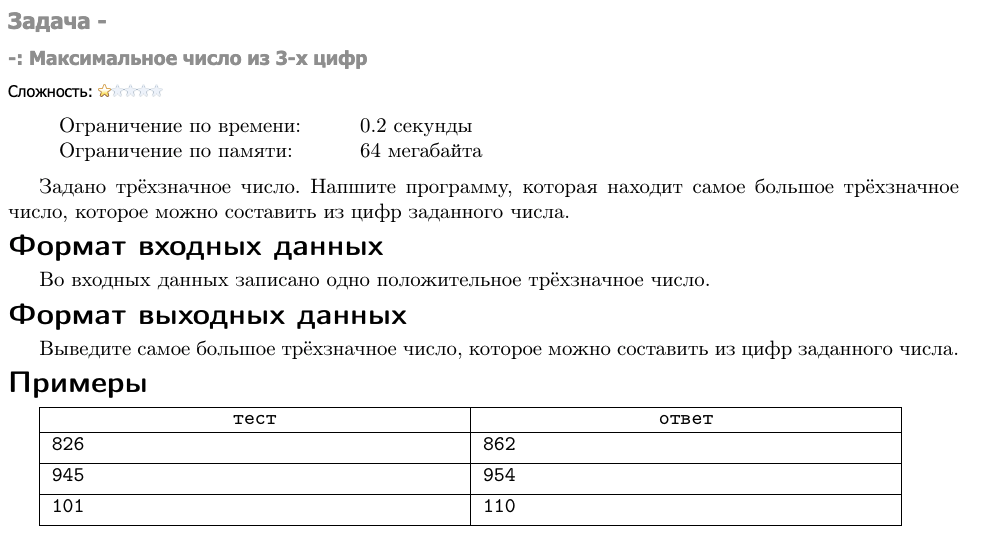 Задача -
-: Максимальное число из 3-х цифр
Сложность:
Ограничение по времени: 0.2 секунды
Ограничение по памяти: 64 мегабайта
Задано трёхзначное число. Напшите программу, которая находит самое большое трёхзначное
число, которое можно составить из цифр заданного числа.
Формат входных данных
Во входных данных записано одно положительное трёхзначное число.
Формат выходных данных
Выведите самое большое трёхзначное число, которое можно составить из цифр заданного числа.
Примеры
тест ответ
826 862
945 954
101 110